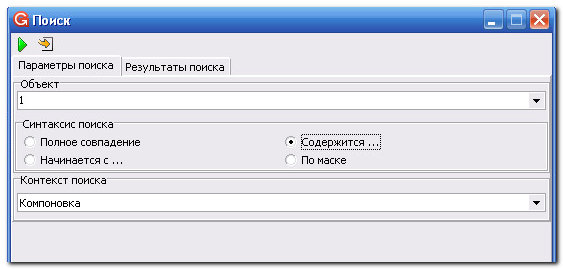 G Поиск
Параметры поиска Результаты поиска
Объект
1
Синтаксис поиска
Полное совпадение Содержится ...
Начинается с ... По маске
Контекст поиска
Компоновка